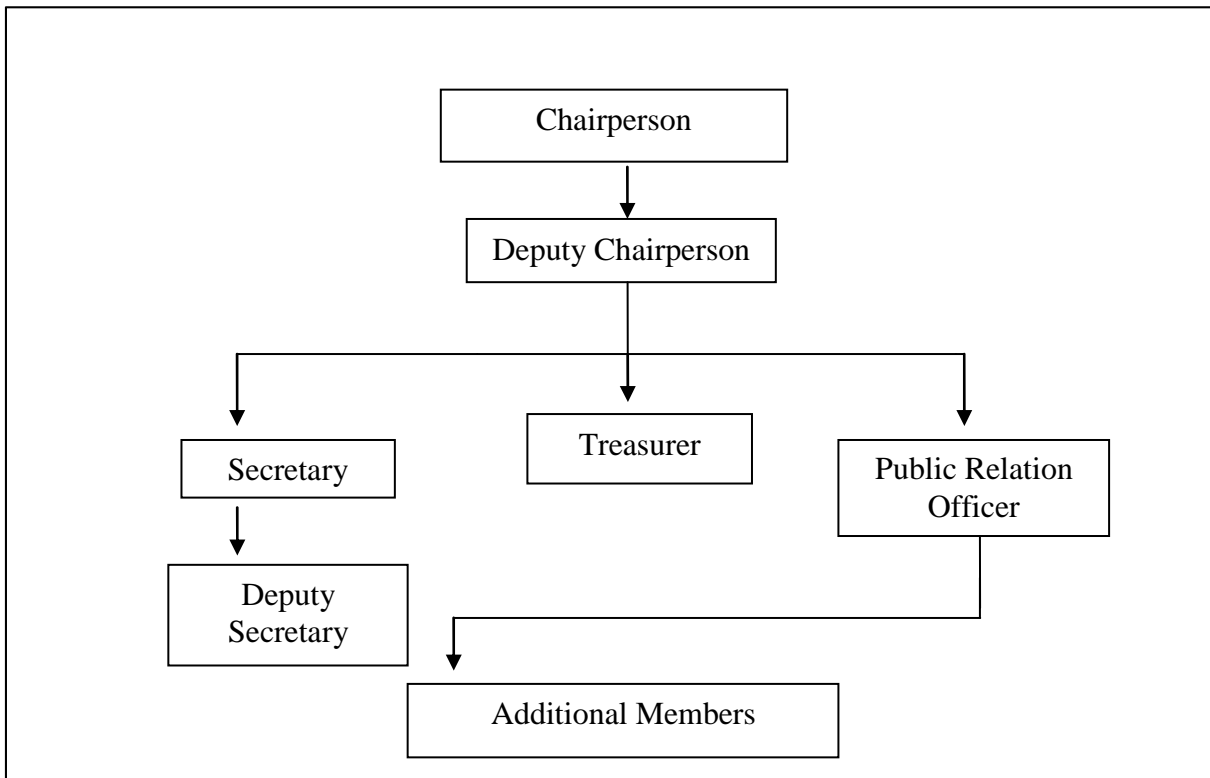 Chairperson
Deputy Chairperson
Treasurer
Secretary
Public Relation
Officer
Deputy
Secretary
Additional Members